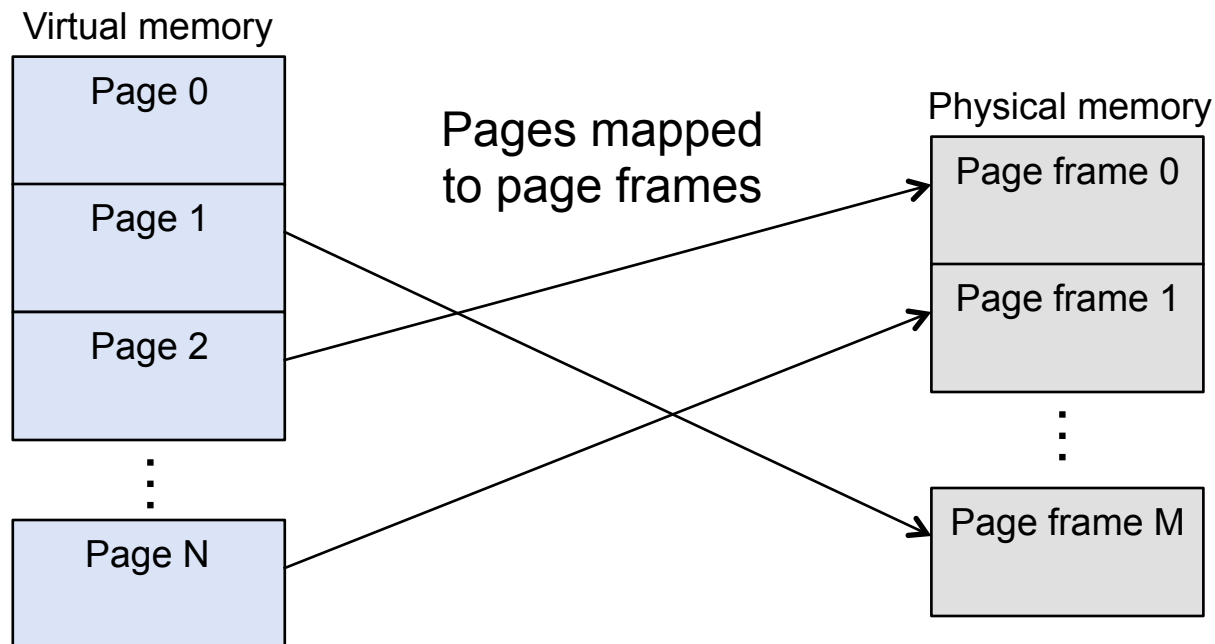 Virtual memory
Page 0
Page 1
Page 2
⋮
Page N
Pages mapped
to page frames
Physical memory
Page frame 0
Page frame 1
⋮
Page frame M